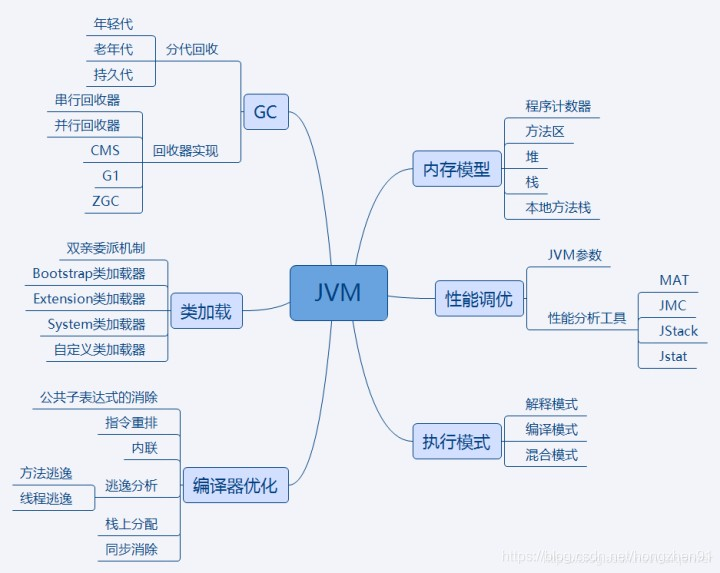 JVM
GC
分代回收
年轻代
老年代
持久代
回收器实现
串行回收器
并行回收器
CMS
G1
ZGC
类加载
双亲委派机制
Bootstrap类加载器
Extension类加载器
System类加载器
自定义类加载器
编译器优化
公共子表达式的消除
指令重排
内联
逃逸分析
方法逃逸
线程逃逸
栈上分配
同步消除
内存模型
程序计数器
方法区
堆
栈
本地方法栈
性能调优
JVM参数
性能分析工具
MAT
JMC
JStack
Jstat
执行模式
解释模式
编译模式
混合模式